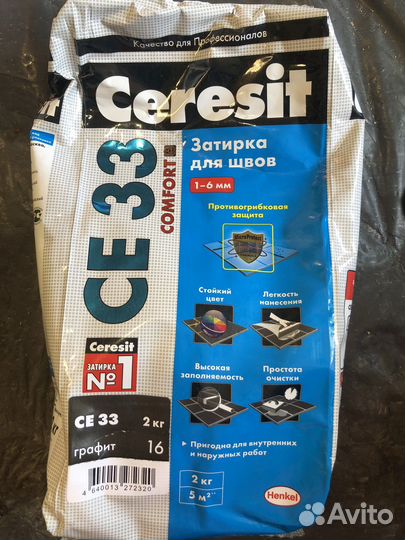 Качество для Профессионалов
Ceresit
CE 33
COMFORT
Затирка
для швов
1-6 мм
Противогрибковая
защита
MicroProtect
Стойкий
цвет
Легкость
нанесения
Высокая
заполняемость
Простота
очистки
Ceresit
ЗАТИРКА
№1
CE 33 2 кг
графит 16
4 640013 272320
Пригодна для внутренних
и наружных работ
2 кг
5 м²**
Henkel
Avito